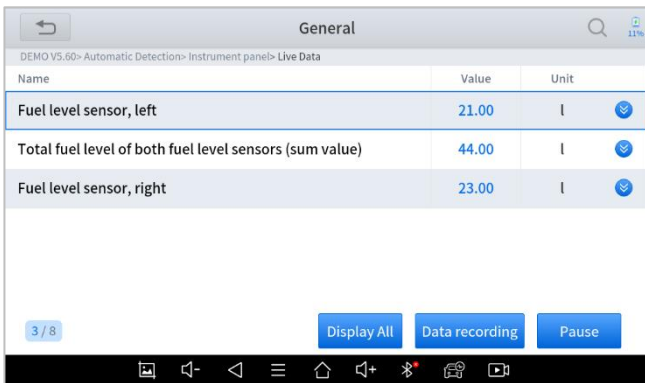 General
11%
DEMO V5.60> Automatic Detection> Instrument panel> Live Data
Name Value Unit
Fuel level sensor, left 21.00 l
Total fuel level of both fuel level sensors (sum value) 44.00 l
Fuel level sensor, right 23.00 l
3 / 8 Display All Data recording Pause